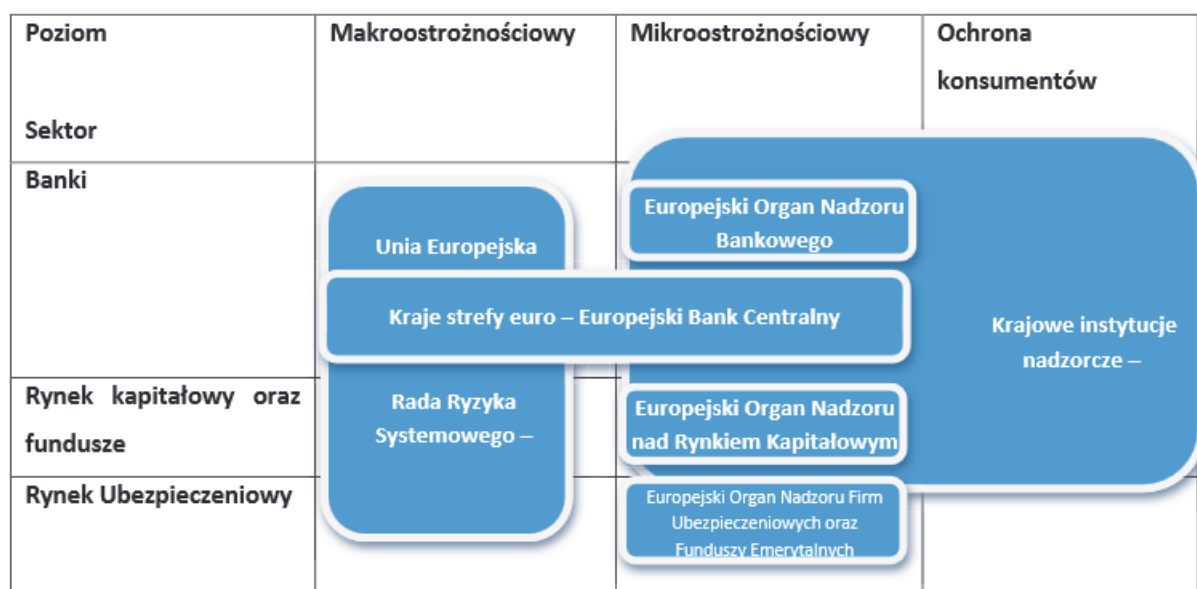 Poziom
Sektor
Makroostrożnościowy
Mikroostrożnościowy
Ochrona
konsumentów
Banki
Unia Europejska
Europejski Organ Nadzoru
Bankowego
Kraje strefy euro – Europejski Bank Centralny
Krajowe instytucje
nadzorcze –
Rynek kapitałowy oraz
fundusze
Rada Ryzyka
Systemowego –
Europejski Organ Nadzoru
nad Rynkiem Kapitałowym
Rynek Ubezpieczeniowy
Europejski Organ Nadzoru Firm
Ubezpieczeniowych oraz
Funduszy Emerytalnych